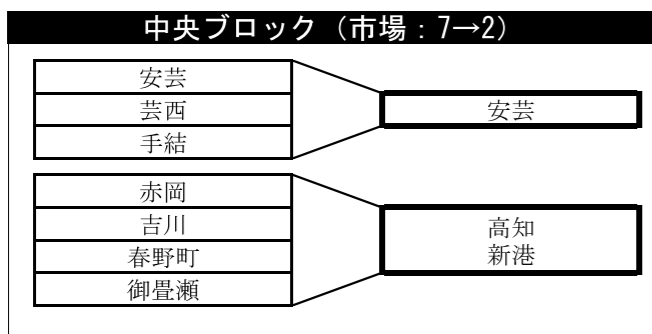 中央ブロック（市場：7→2）
安芸
芸西
手結
安芸
赤岡
吉川
春野町
御畳瀬
高知
新港